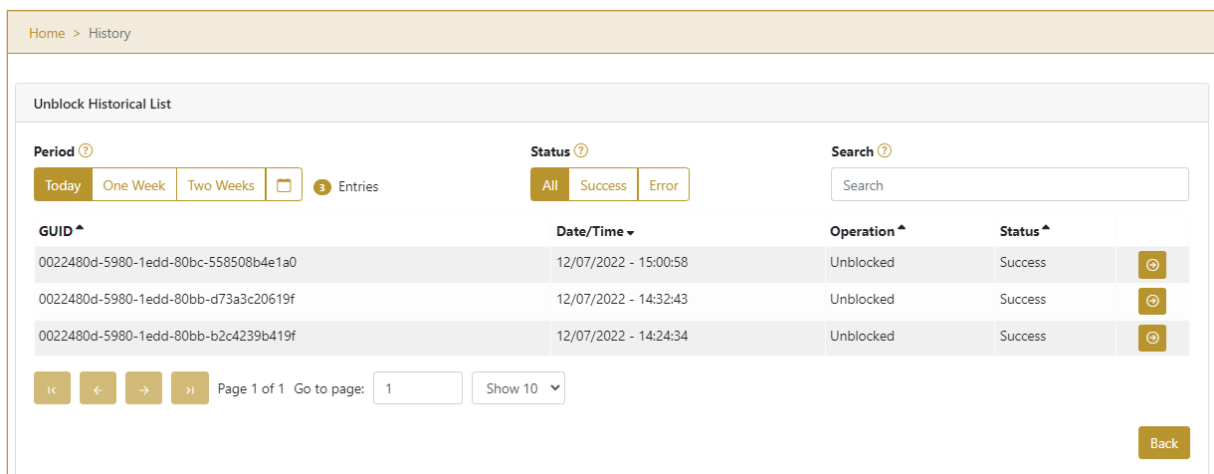 Home > History
Unblock Historical List
Period ? Status ? Search ?
Today One Week Two Weeks 3 Entries All Success Error Search
GUID Date/Time Operation Status
0022480d-5980-1edd-80bc-558508b4e1a0 12/07/2022 - 15:00:58 Unblocked Success
0022480d-5980-1edd-80bb-d73a3c20619f 12/07/2022 - 14:32:43 Unblocked Success
0022480d-5980-1edd-80bb-b2c4239b419f 12/07/2022 - 14:24:34 Unblocked Success
Page 1 of 1 Go to page: 1 Show 10
Back